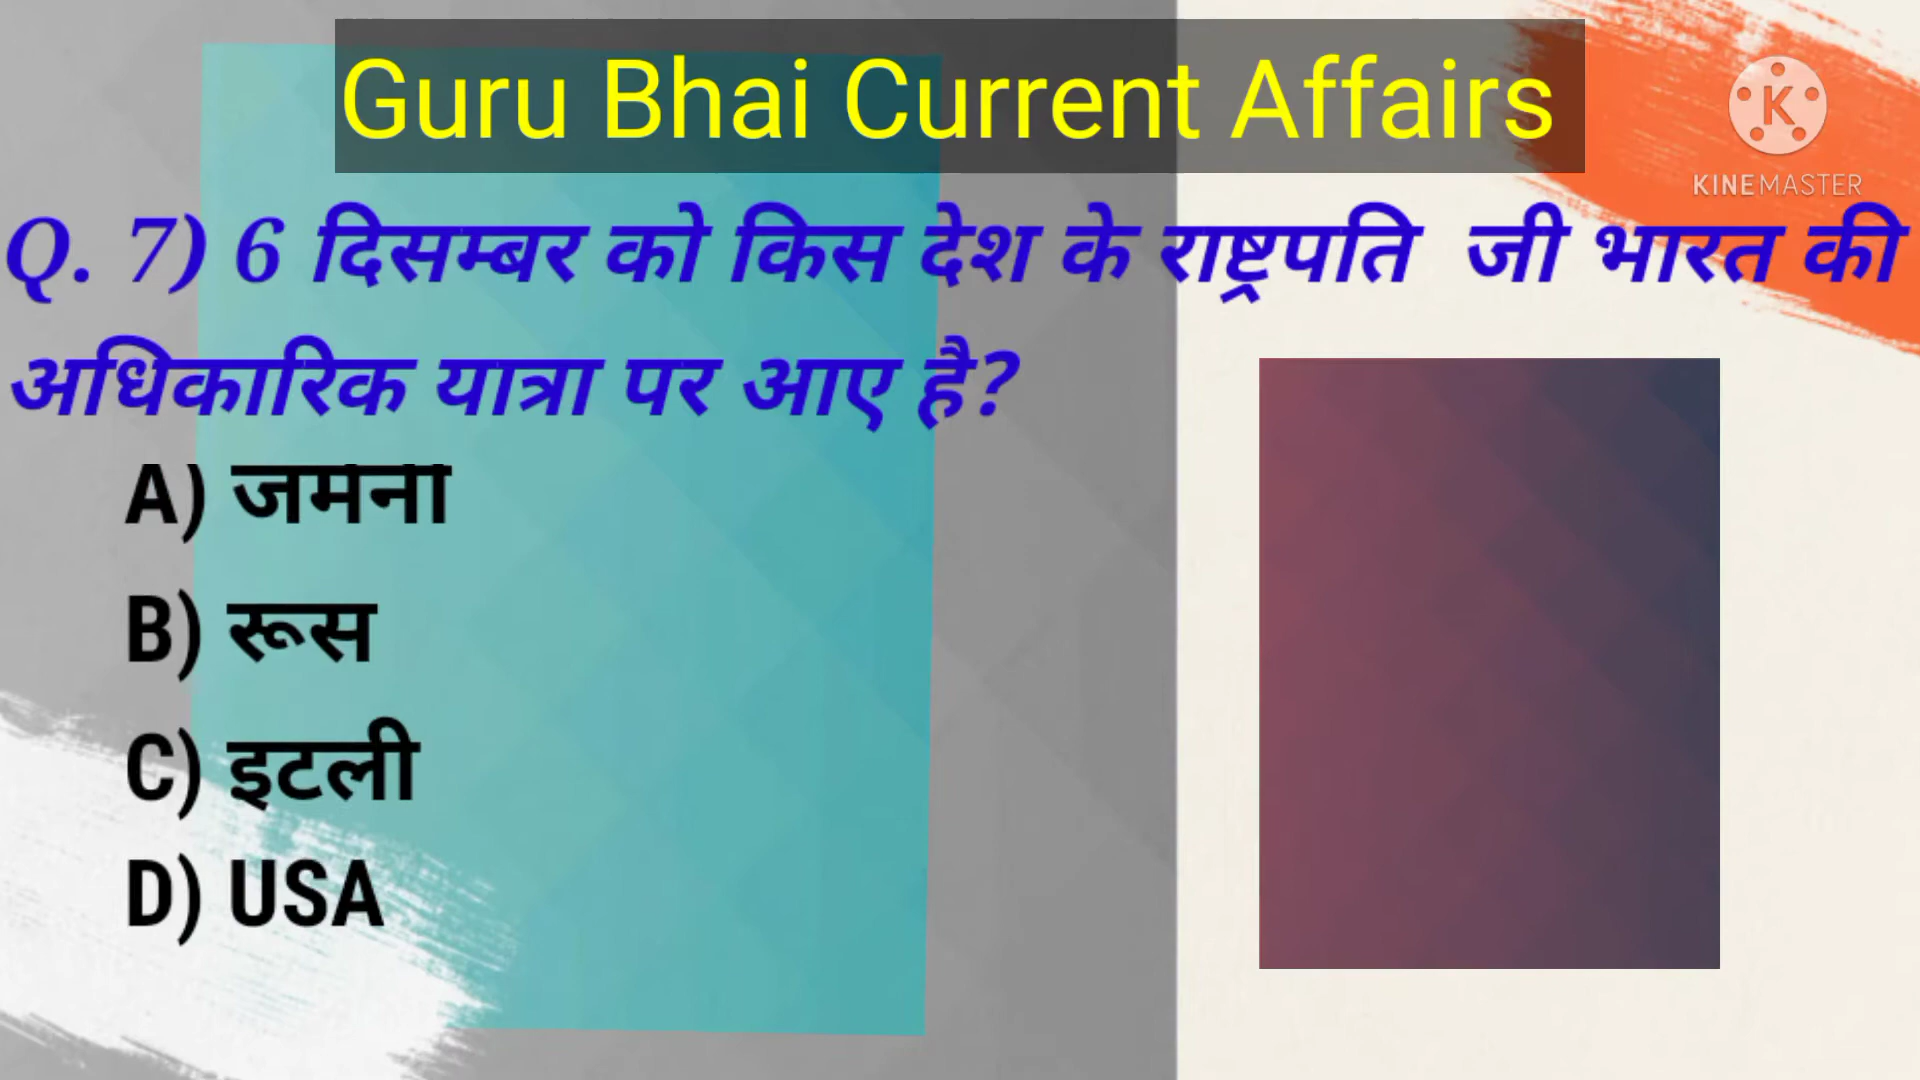 Guru Bhai Current Affairs
KINEMASTER
Q. 7) 6 दिसम्बर को किस देश के राष्ट्रपति जी भारत की
अधिकारिक यात्रा पर आए है?
A) जमना
B) रूस
C) इटली
D) USA